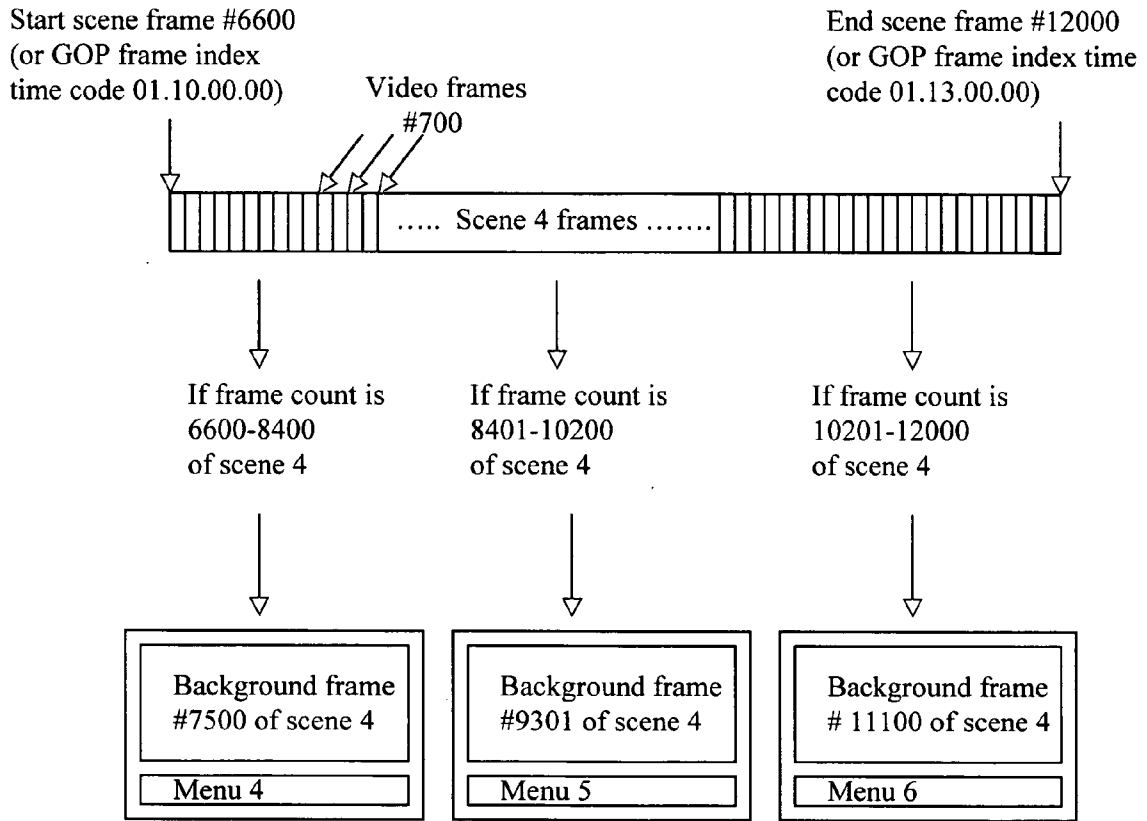 Start scene frame #6600
(or GOP frame index
time code 01.10.00.00)
Video frames
#700
End scene frame #12000
(or GOP frame index time
code 01.13.00.00)
..... Scene 4 frames .......
If frame count is
6600-8400
of scene 4
If frame count is
8401-10200
of scene 4
If frame count is
10201-12000
of scene 4
Background frame
#7500 of scene 4
Menu 4
Background frame
#9301 of scene 4
Menu 5
Background frame
# 11100 of scene 4
Menu 6